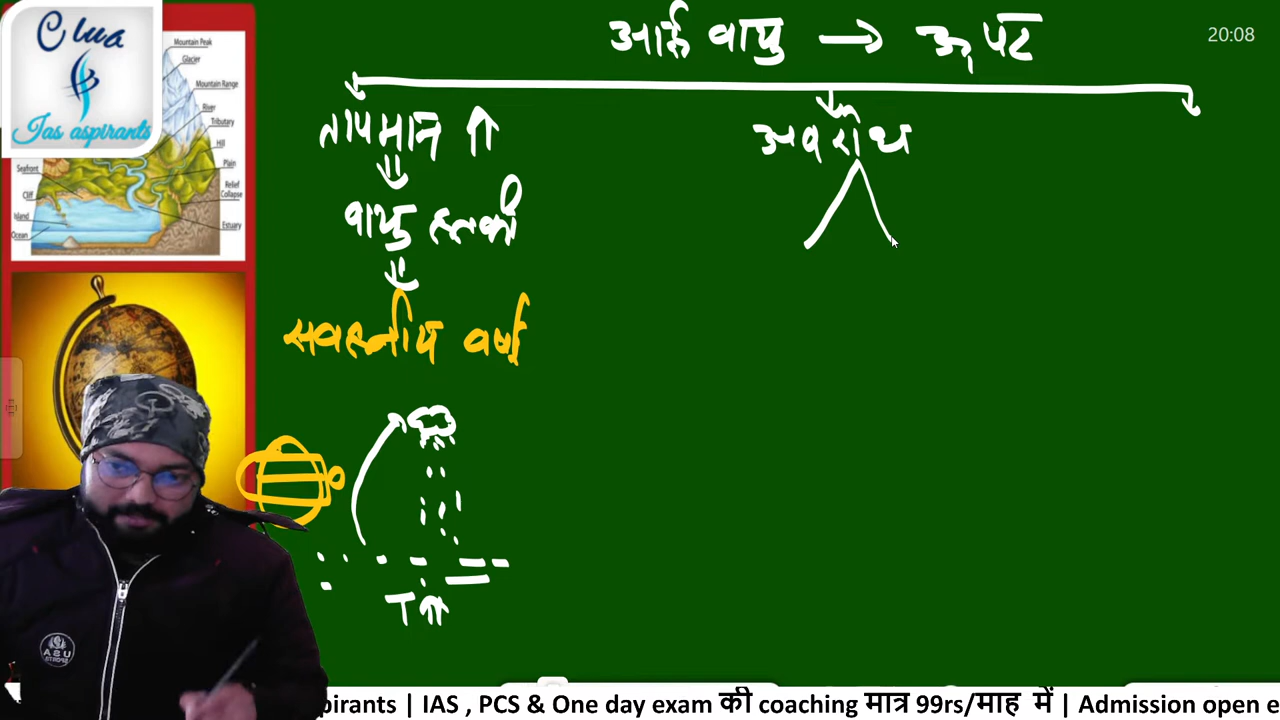 Clua
Ias aspirants
Mountain Peak
Glacier
Mountain Range
River
Tributary
Hill
Plain
Seafront
Relief
Collapse
Cliff
Island
Estuary
Ocean
आर्द्र वायु → ऊपर
20:08
तापमान ↑
अवरोध
वायु हल्की
संवहनीय वर्षा
T ↑↑
USA
SPORTS
pirants | IAS , PCS & One day exam की coaching मात्र 99rs/माह में | Admission open e